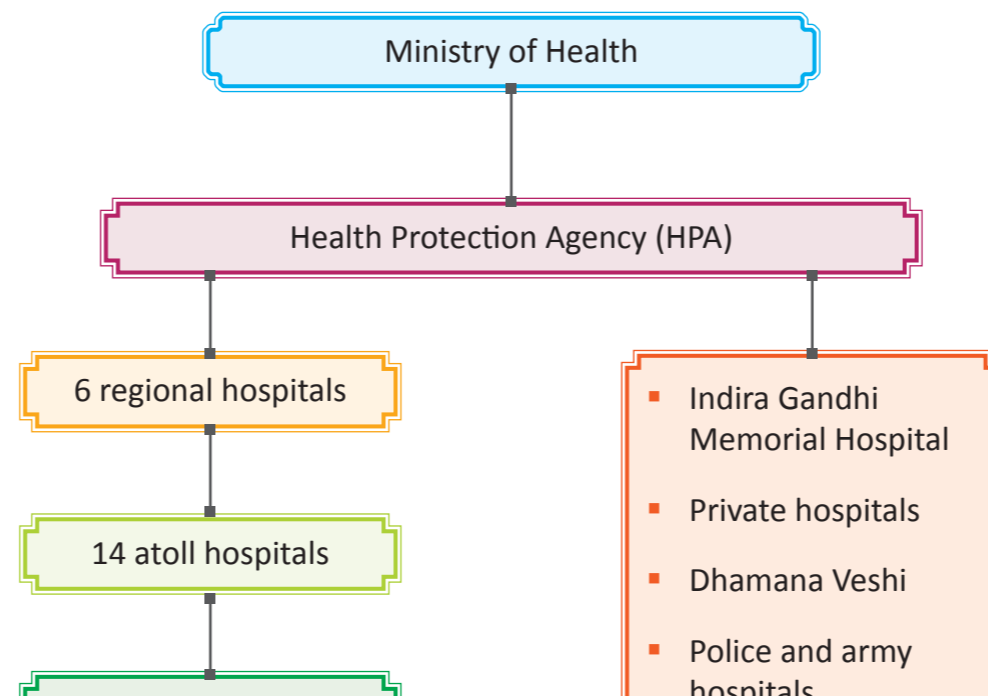 Ministry of Health
Health Protection Agency (HPA)
6 regional hospitals
14 atoll hospitals
▪ Indira Gandhi
Memorial Hospital
▪ Private hospitals
▪ Dhamana Veshi
▪ Police and army
hospitals